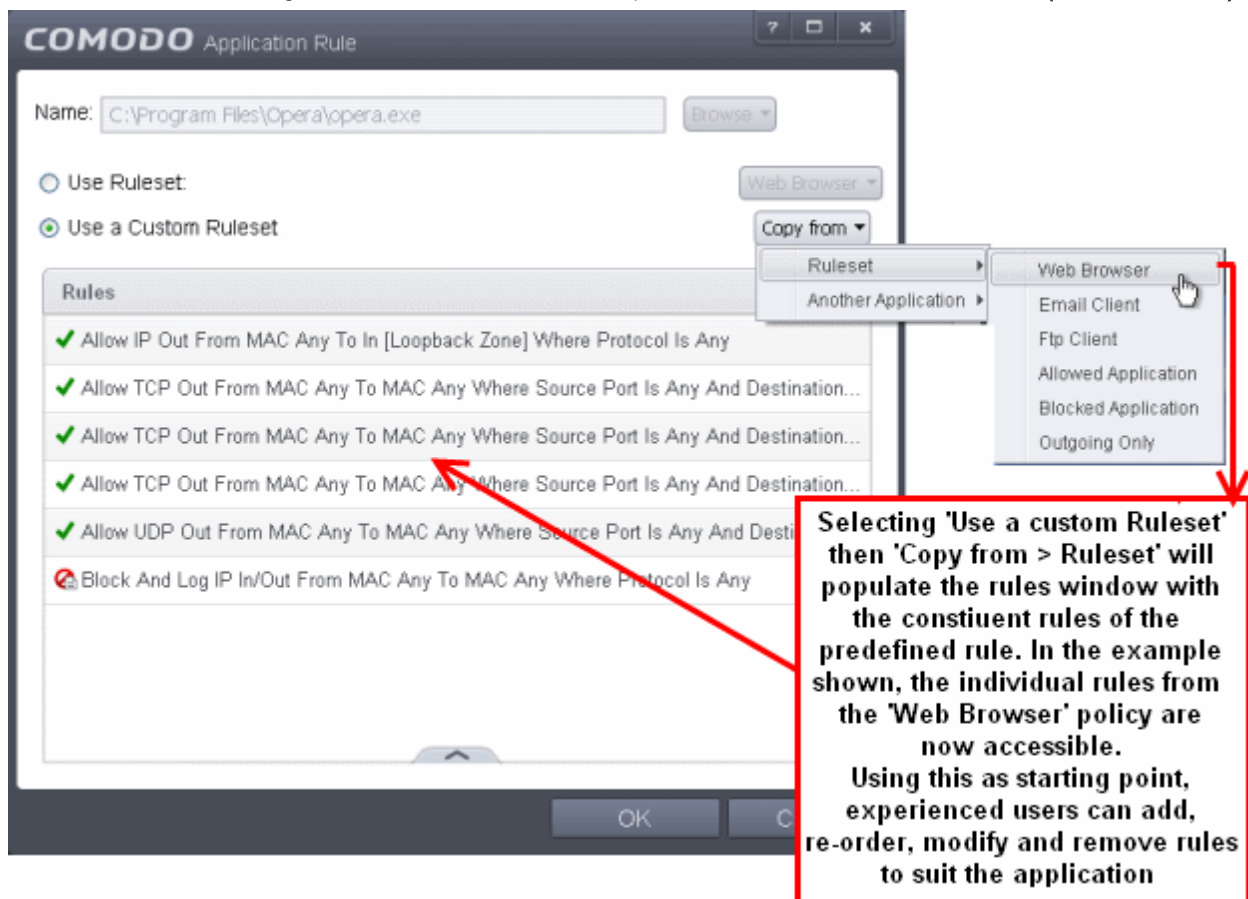 COMODO Application Rule
Name: C:\Program Files\Opera\opera.exe Browse
Use Ruleset: Web Browser
Use a Custom Ruleset Copy from
Ruleset
Another Application
Web Browser
Email Client
Ftp Client
Allowed Application
Blocked Application
Outgoing Only
Rules
Allow IP Out From MAC Any To In [Loopback Zone] Where Protocol Is Any
Allow TCP Out From MAC Any To MAC Any Where Source Port Is Any And Destination...
Allow TCP Out From MAC Any To MAC Any Where Source Port Is Any And Destination...
Allow TCP Out From MAC Any To MAC Any Where Source Port Is Any And Destination...
Allow UDP Out From MAC Any To MAC Any Where Source Port Is Any And Desti
Block And Log IP In/Out From MAC Any To MAC Any Where Protocol Is Any
OK
C
Selecting 'Use a custom Ruleset'
then 'Copy from > Ruleset' will
populate the rules window with
the constiuent rules of the
predefined rule. In the example
shown, the individual rules from
the 'Web Browser' policy are
now accessible.
Using this as starting point,
experienced users can add,
re-order, modify and remove rules
to suit the application